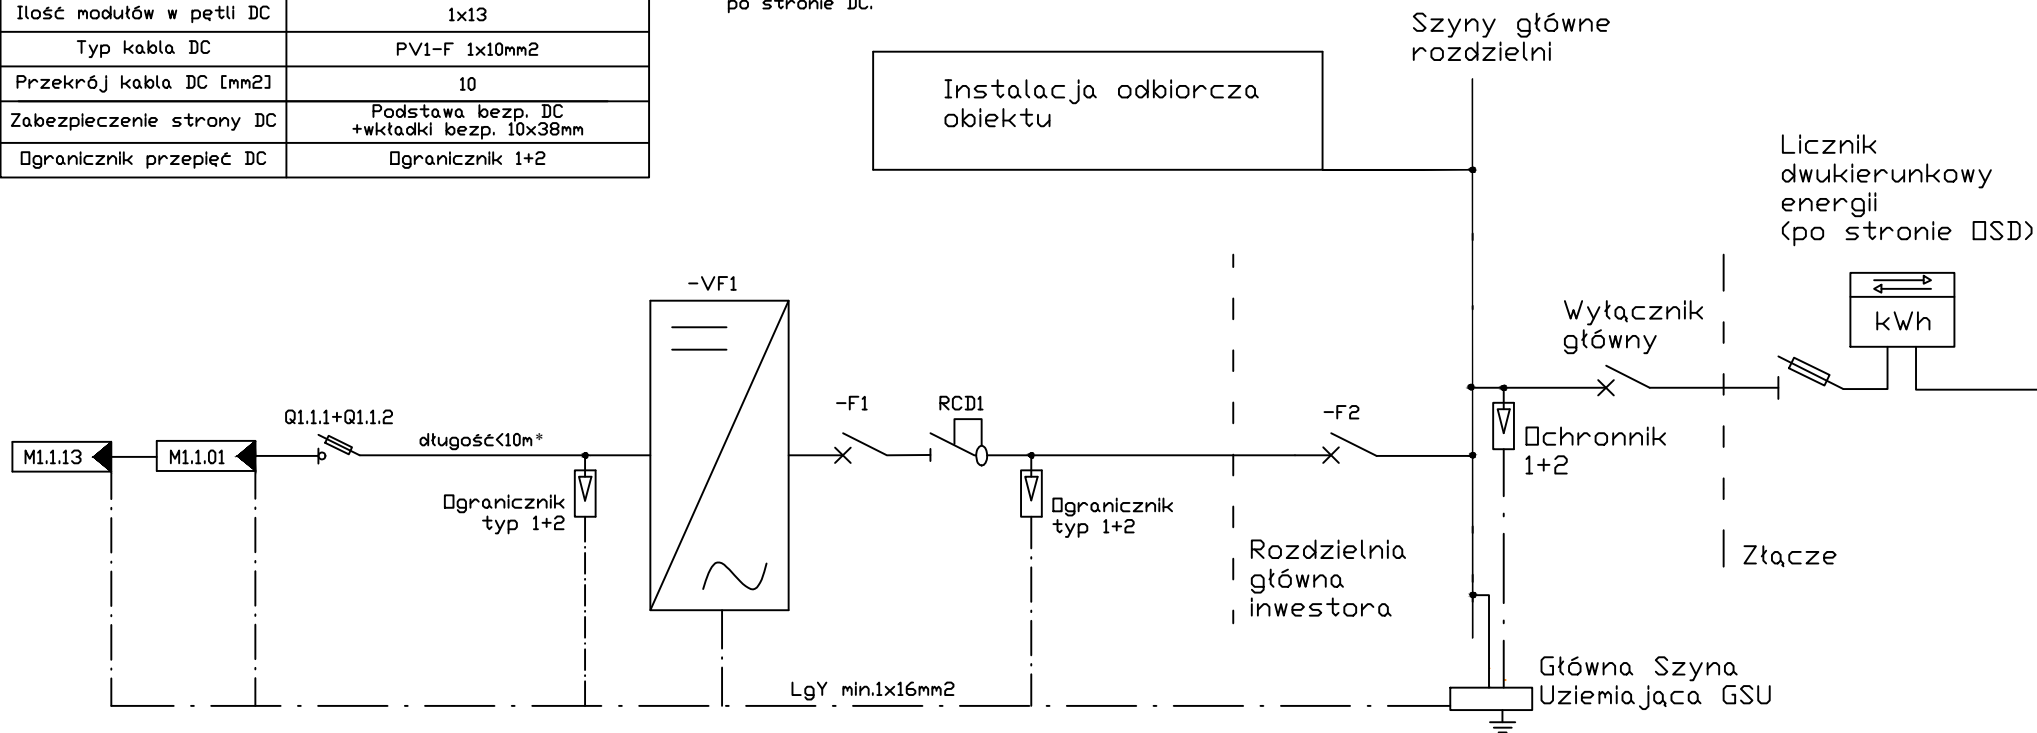 Ilość modułów w pętli DC
1x13
Typ kabla DC
PV1-F 1x10mm2
Przekrój kabla DC [mm2]
10
Zabezpieczenie strony DC
Podstawa bezp. DC
+wkładki bezp. 10x38mm
Ogranicznik przepięć DC
Ogranicznik 1+2
po stronie DC.
Szyny główne
rozdzielni
Instalacja odbiorcza
obiektu
Licznik
dwukierunkowy
energii
(po stronie OSD)
kWh
Wyłącznik
główny
-VF1
-F1
RCD1
-F2
Q1.1.1+Q1.1.2
długość<10m*
M1.1.13
M1.1.01
Ogranicznik
typ 1+2
Ogranicznik
typ 1+2
Ochronnik
1+2
Rozdzielnia
główna
inwestora
Złącze
LgY min.1x16mm2
Główna Szyna
Uziemiająca GSU